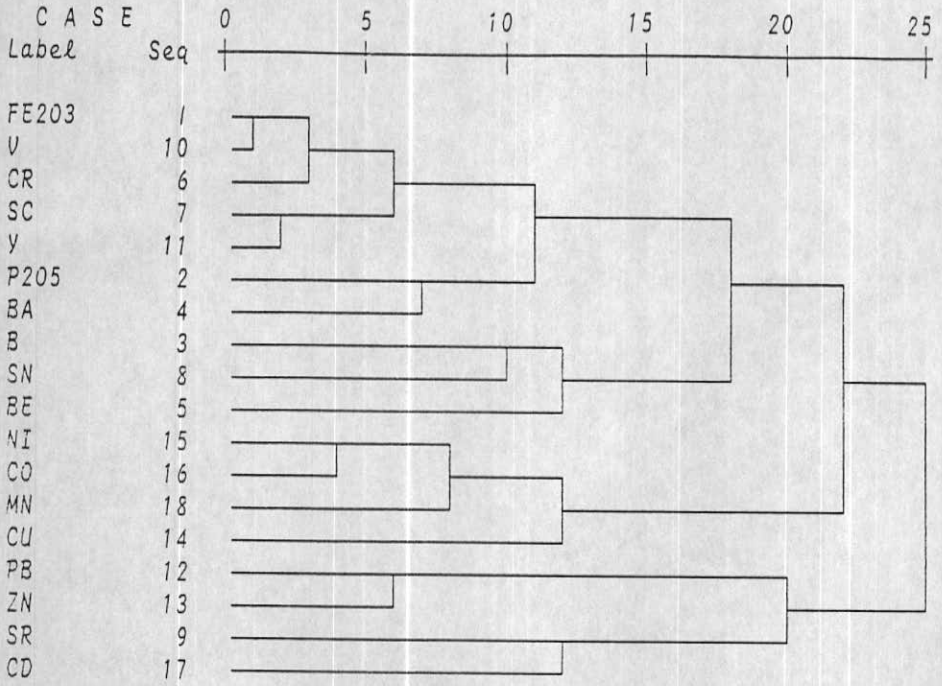 C A S E 0 5 10 15 20 25
Label Seq
FE203 1
V 10
CR 6
SC 7
Y 11
P205 2
BA 4
B 3
SN 8
BE 5
NI 15
CO 16
MN 18
CU 14
PB 12
ZN 13
SR 9
CD 17